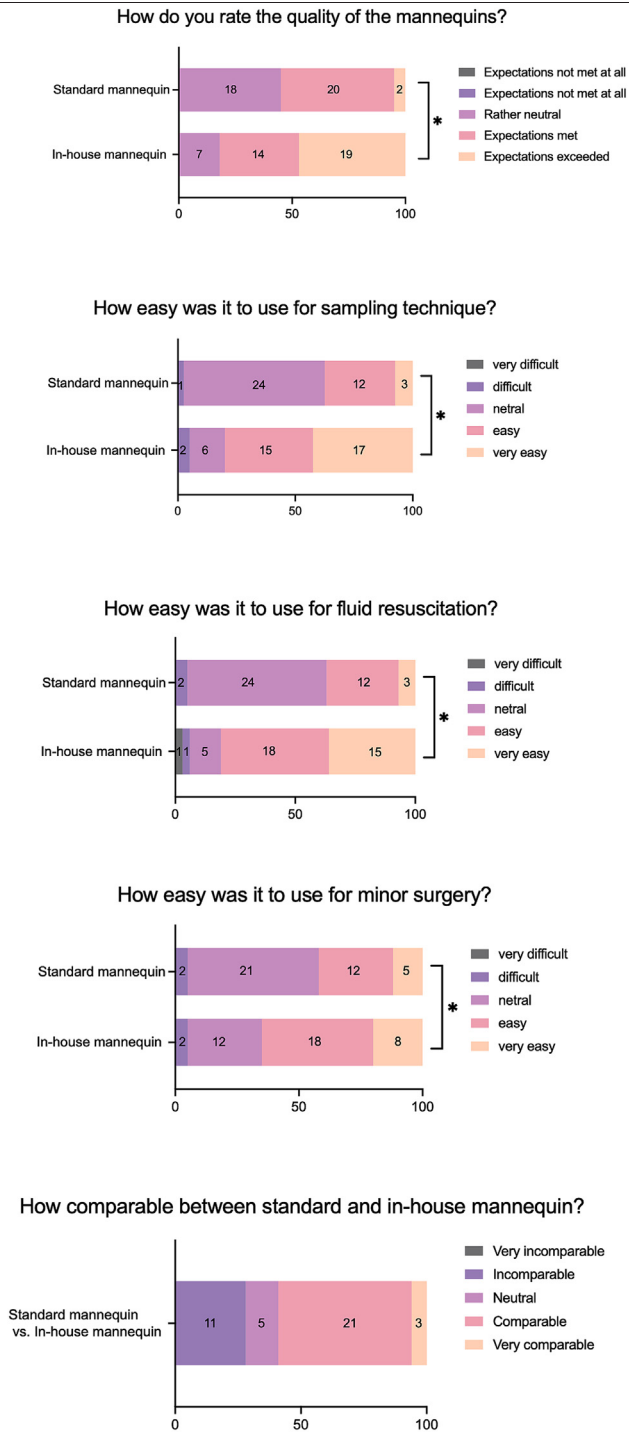 How do you rate the quality of the mannequins?
Standard mannequin
18
20
2
In-house mannequin
7
14
19
*
0
50
100
Expectations not met at all
Expectations not met at all
Rather neutral
Expectations met
Expectations exceeded
How easy was it to use for sampling technique?
Standard mannequin
1
24
12
3
In-house mannequin
2
6
15
17
*
0
50
100
very difficult
difficult
netral
easy
very easy
How easy was it to use for fluid resuscitation?
Standard mannequin
2
24
12
3
In-house mannequin
1
1
5
18
15
*
0
50
100
very difficult
difficult
netral
easy
very easy
How easy was it to use for minor surgery?
Standard mannequin
2
21
12
5
In-house mannequin
2
12
18
8
*
0
50
100
very difficult
difficult
netral
easy
very easy
How comparable between standard and in-house mannequin?
Standard mannequin
vs. In-house mannequin
11
5
21
3
0
50
100
Very incomparable
Incomparable
Neutral
Comparable
Very comparable